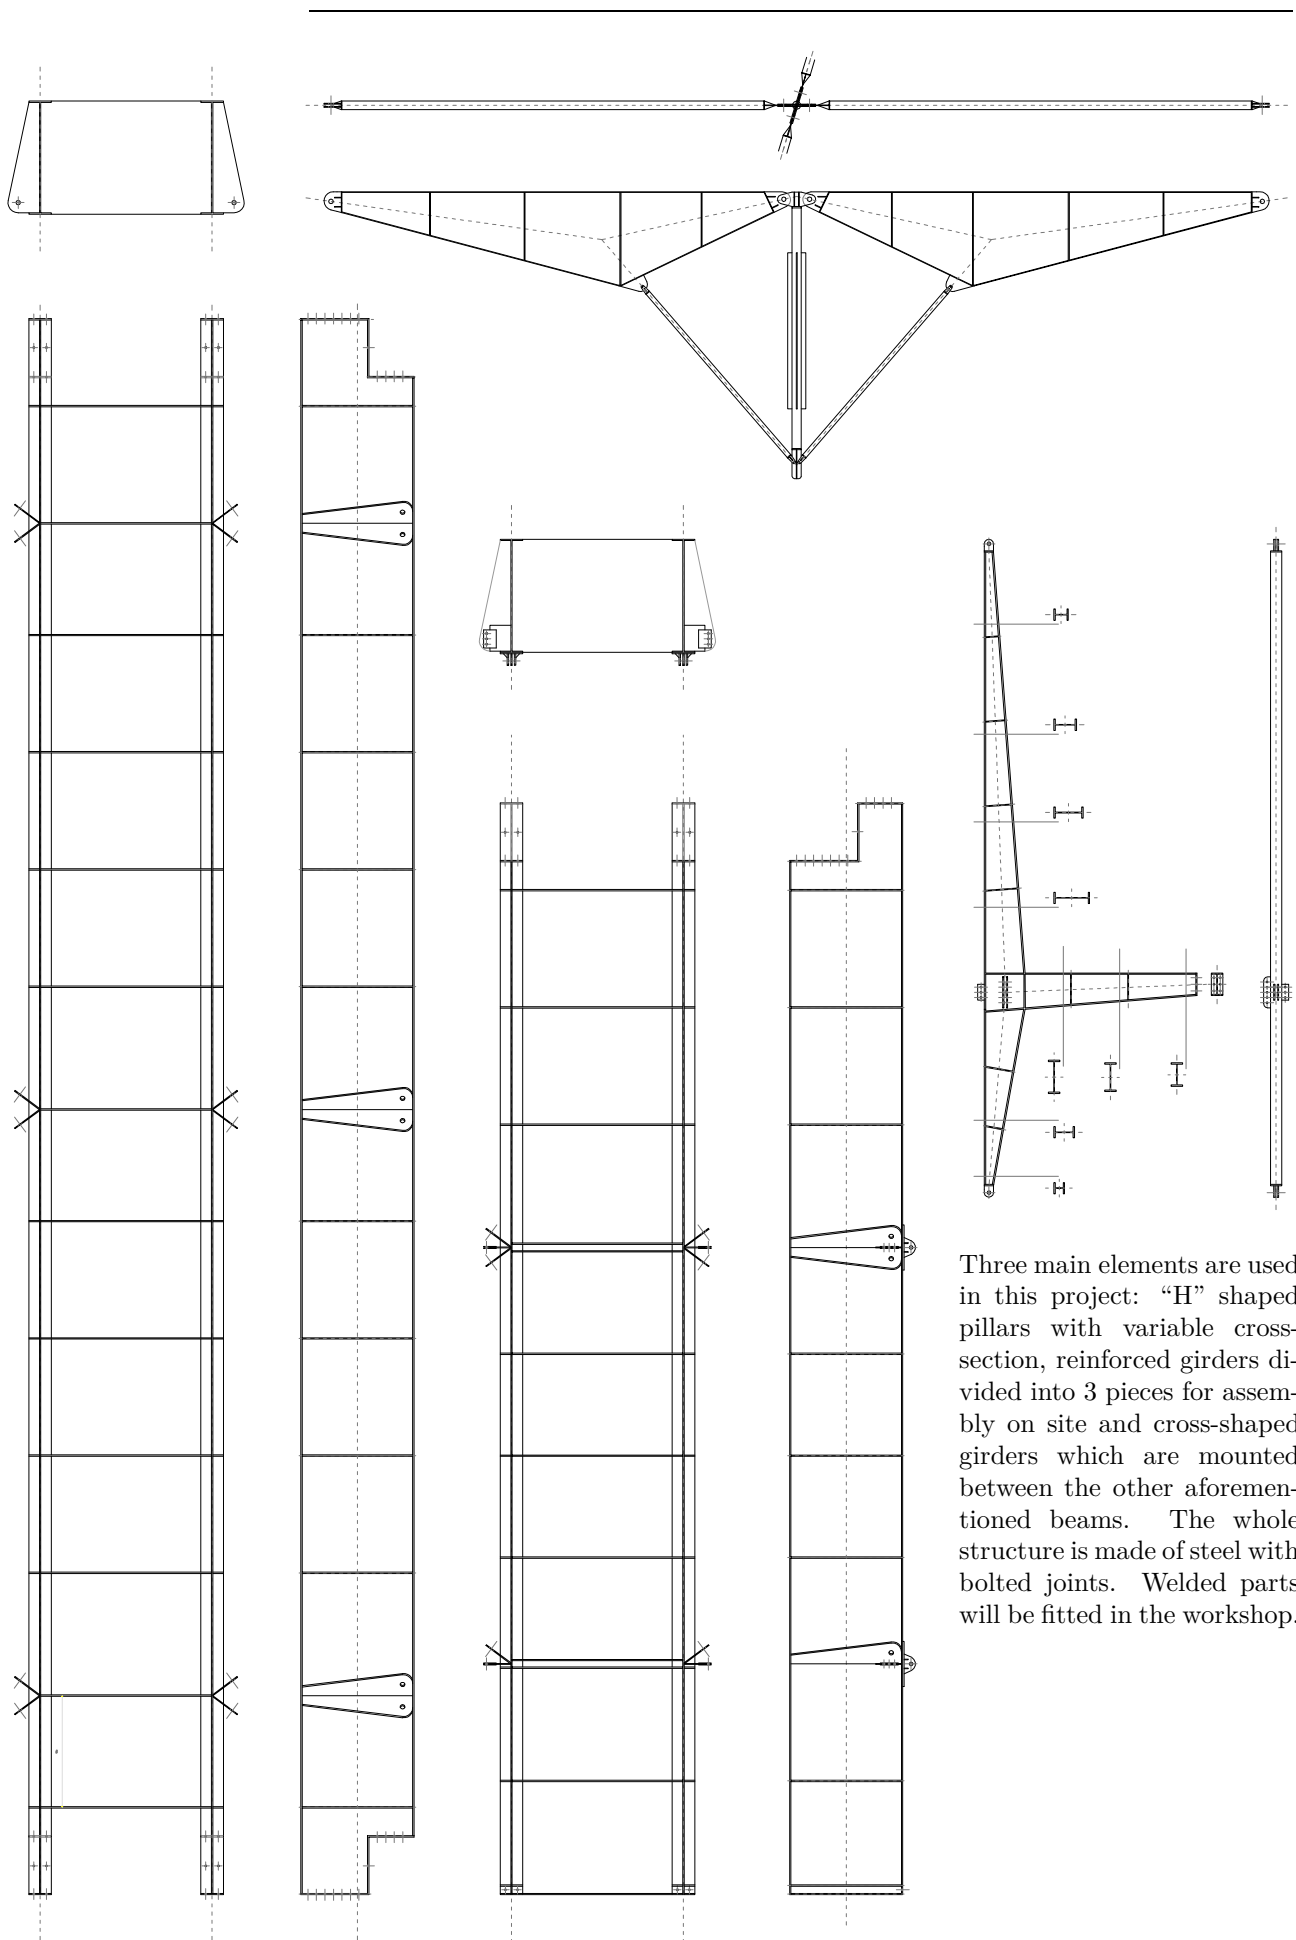 Three main elements are used
in this project: “H” shaped
pillars with variable cross-
section, reinforced girders di-
vided into 3 pieces for assem-
bly on site and cross-shaped
girders which are mounted
between the other aforemen-
tioned beams. The whole
structure is made of steel with
bolted joints. Welded parts
will be fitted in the workshop.